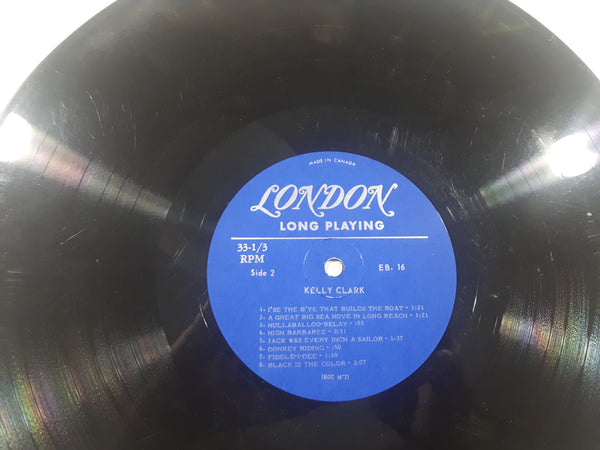 MADE IN CANADA
LONDON
LONG PLAYING
33-1/3
RPM
Side 2
EB. 16
KELLY CLARK
1. I'SE THE B'YE THAT BUILDS THE BOAT • 1:21
2. A GREAT BIG SEA HOVE IN LONG BEACH • 1:21
3. HULLABALLOO-BELAY • :55
4. HIGH BARBAREE • 2:31
5. JACK WAS EVERY INCH A SAILOR • 1:37
6. DONKEY RIDING • :50
7. FIDDLE-I-DEE • 1:10
8. BLACK IS THE COLOR • 2:07